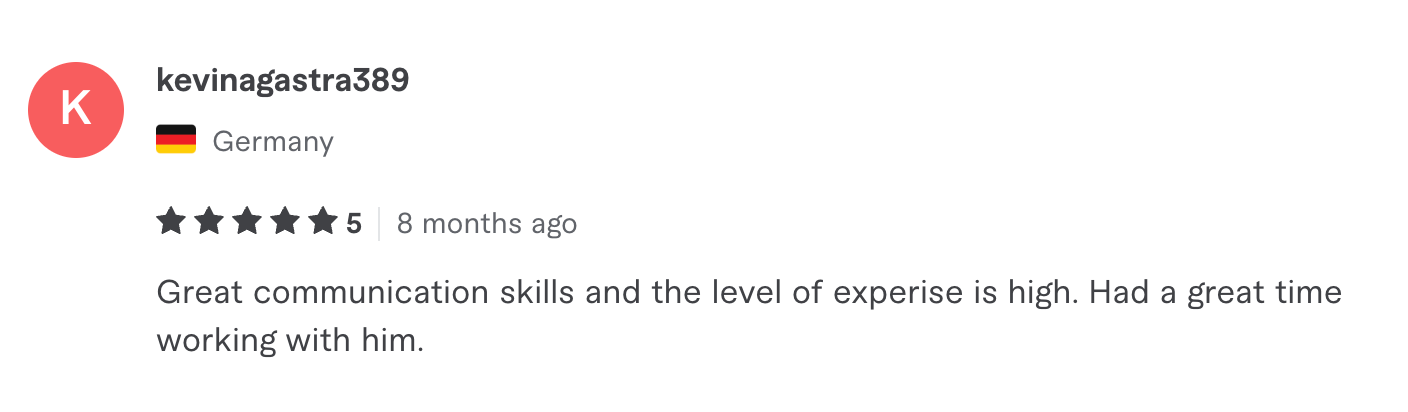 K
kevinagastra389
Germany
5 8 months ago
Great communication skills and the level of experise is high. Had a great time
working with him.